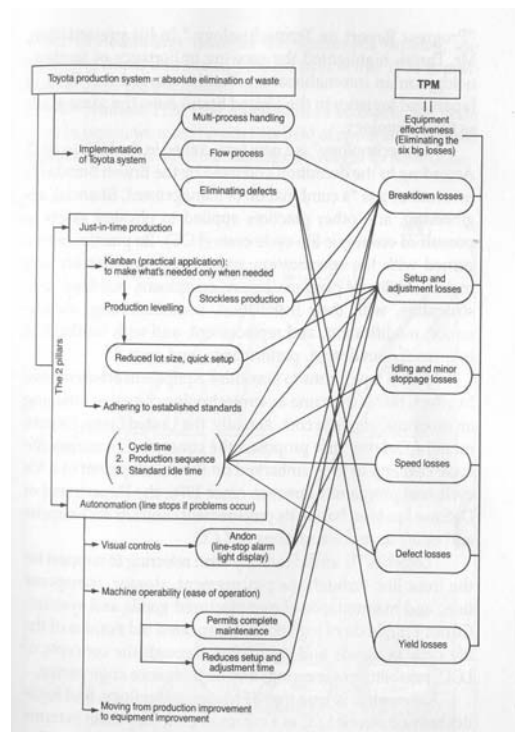 Toyota production system = absolute elimination of waste
Multi-process handling
Implementation
of Toyota system
Flow process
Eliminating defects
Just-in-time production
Kanban (practical application):
to make what's needed only when needed
Production levelling
Stockless production
Reduced lot size, quick setup
The 2 pillars
Adhering to established standards
1. Cycle time
2. Production sequence
3. Standard idle time
Autonomation (line stops if problems occur)
Visual controls
Andon
(line-stop alarm
light display)
Machine operability (ease of operation)
Permits complete
maintenance
Reduces setup and
adjustment time
Moving from production improvement
to equipment improvement
TPM
Equipment
effectiveness
(Eliminating the
six big losses)
Breakdown losses
Setup and
adjustment losses
Idling and minor
stoppage losses
Speed losses
Defect losses
Yield losses